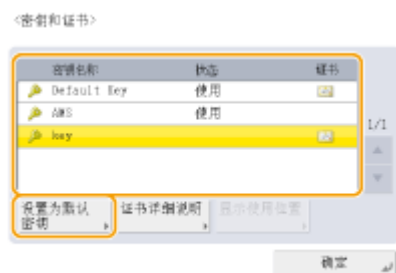 <密钥和证书>
密钥名称 状态 证书
Default Key 使用
AMS 使用
key
1/1
设置为默认
密钥
证书详细说明
显示使用位置
确定